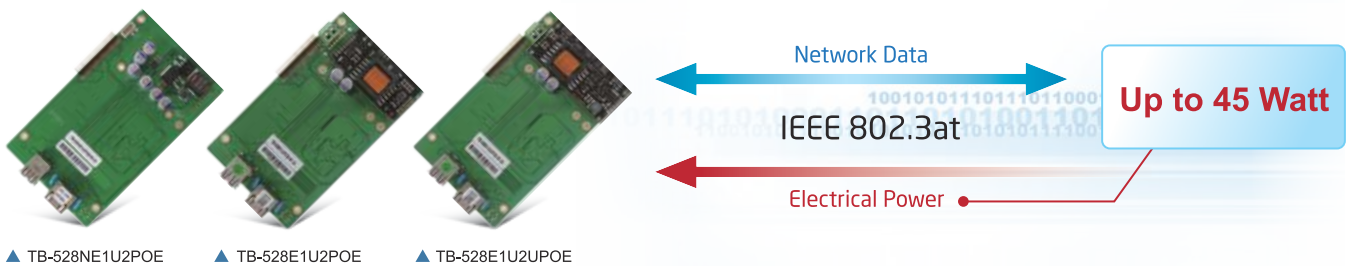 Network Data
IEEE 802.3at
Up to 45 Watt
Electrical Power
TB-528NE1U2POE
TB-528E1U2POE
TB-528E1U2UPOE